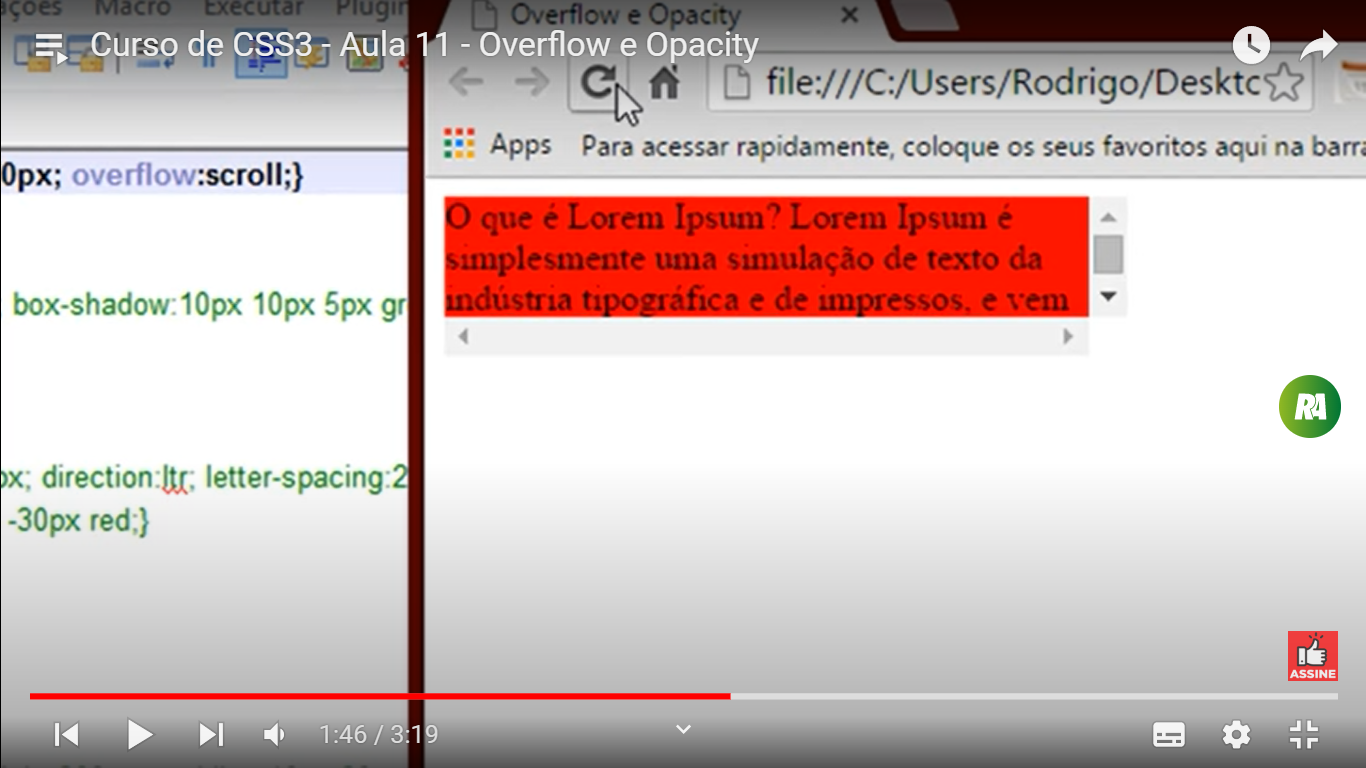 ções Macro Executar Plugin
Overflow e Opacity
Curso de CSS3 - Aula 11 - Overflow e Opacity
file:///C:/Users/Rodrigo/Desktc
Apps Para acessar rapidamente, coloque os seus favoritos aqui na barra
0px; overflow:scroll;}
O que é Lorem Ipsum? Lorem Ipsum é
simplesmente uma simulação de texto da
indústria tipográfica e de impressos, e vem
box-shadow:10px 10px 5px gr
RA
px; direction:ltr; letter-spacing:2
-30px red;}
ASSINE
1:46 / 3:19